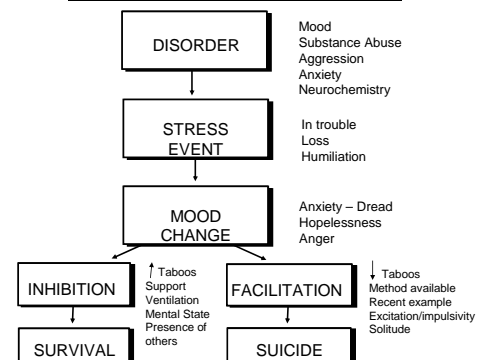 DISORDER
Mood
Substance Abuse
Aggression
Anxiety
Neurochemistry
STRESS
EVENT
In trouble
Loss
Humiliation
MOOD
CHANGE
Anxiety – Dread
Hopelessness
Anger
INHIBITION
↑ Taboos
Support
Ventilation
Mental State
Presence of
others
FACILITATION
↓ Taboos
Method available
Recent example
Excitation/impulsivity
Solitude
SURVIVAL
SUICIDE